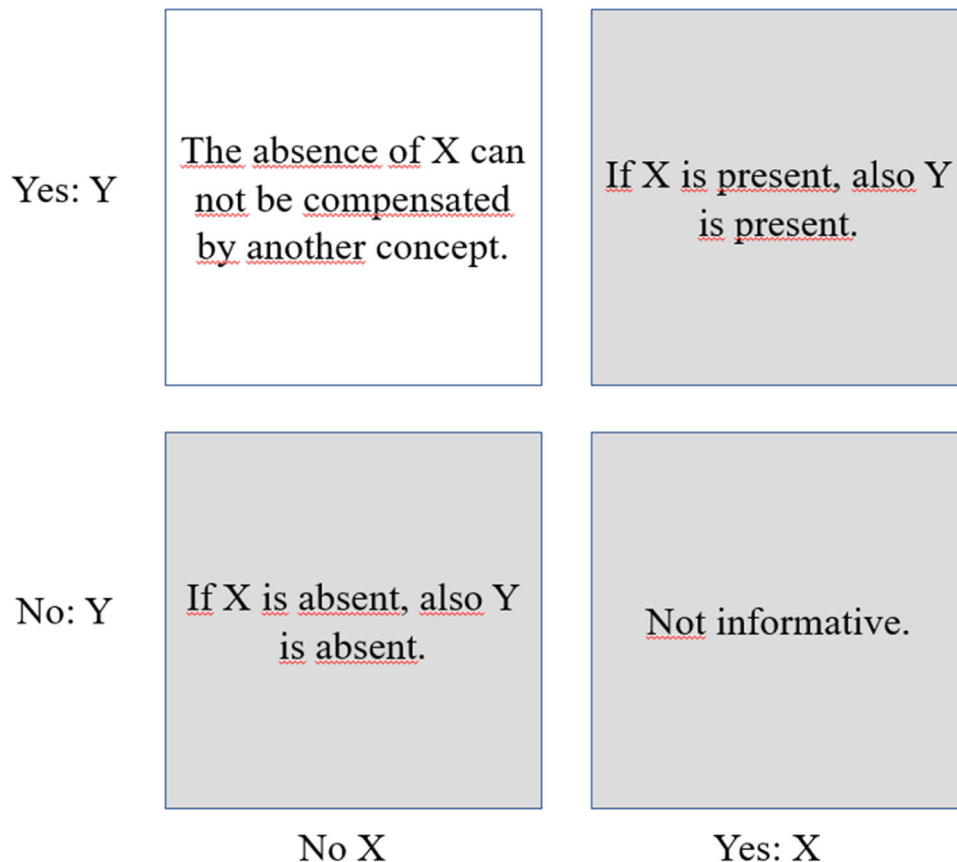 Yes: Y
The absence of X can
not be compensated
by another concept.
If X is present, also Y
is present.
No: Y
If X is absent, also Y
is absent.
Not informative.
No X
Yes: X